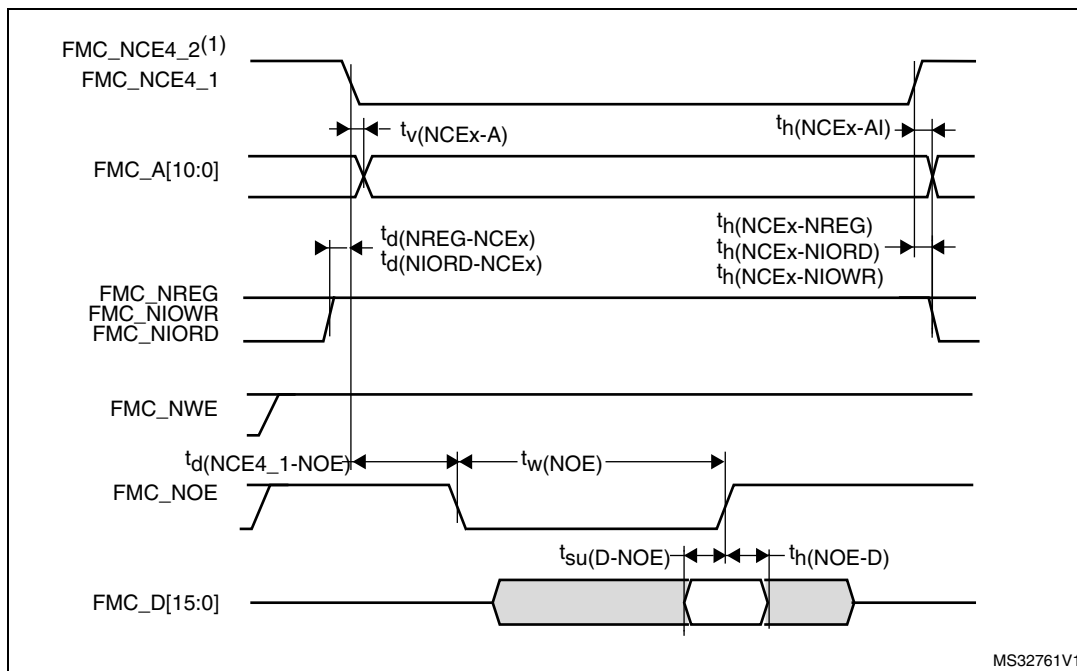 FMC_NCE4_2(1)
FMC_NCE4_1
tv(NCEx-A)
th(NCEx-AI)
FMC_A[10:0]
td(NREG-NCEx)
td(NIORD-NCEx)
th(NCEx-NREG)
th(NCEx-NIORD)
th(NCEx-NIOWR)
FMC_NREG
FMC_NIOWR
FMC_NIORD
FMC_NWE
td(NCE4_1-NOE)
tw(NOE)
FMC_NOE
tsu(D-NOE)
th(NOE-D)
FMC_D[15:0]
MS32761V1